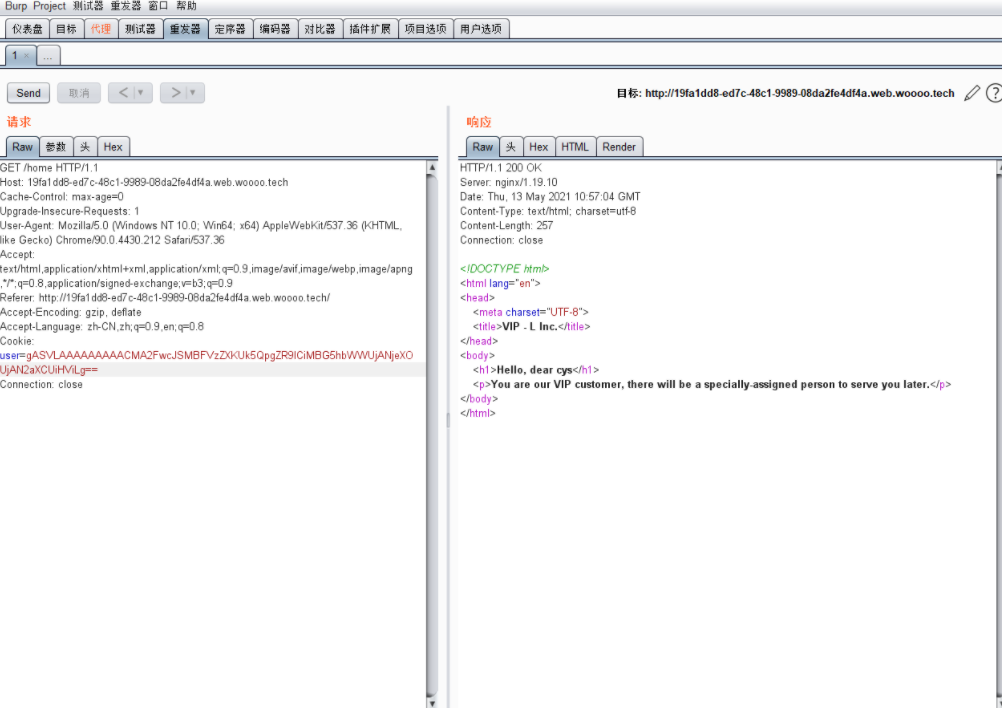 Burp Project 测试器 重发器 窗口 帮助
仪表盘 目标 代理 测试器 重发器 定序器 编码器 对比器 插件扩展 项目选项 用户选项
1 × ...
Send 取消 < ▼ > ▼ 目标: http://19fa1dd8-ed7c-48c1-9989-08da2fe4df4a.web.woooo.tech ?
请求
Raw 参数 头 Hex
GET /home HTTP/1.1
Host: 19fa1dd8-ed7c-48c1-9989-08da2fe4df4a.web.woooo.tech
Cache-Control: max-age=0
Upgrade-Insecure-Requests: 1
User-Agent: Mozilla/5.0 (Windows NT 10.0; Win64; x64) AppleWebKit/537.36 (KHTML,
like Gecko) Chrome/90.0.4430.212 Safari/537.36
Accept:
text/html,application/xhtml+xml,application/xml;q=0.9,image/avif,image/webp,image/apng
,*/*;q=0.8,application/signed-exchange;v=b3;q=0.9
Referer: http://19fa1dd8-ed7c-48c1-9989-08da2fe4df4a.web.woooo.tech/
Accept-Encoding: gzip, deflate
Accept-Language: zh-CN,zh;q=0.9,en;q=0.8
Cookie:
user=gASVLAAAAAAAAACMA2FwcJSMBFVzZXKUk5QpgZR9lCiMBG5hbWWUjANjeXO
UjAN2aXCUiHViLg==
Connection: close
响应
Raw 头 Hex HTML Render
HTTP/1.1 200 OK
Server: nginx/1.19.10
Date: Thu, 13 May 2021 10:57:04 GMT
Content-Type: text/html; charset=utf-8
Content-Length: 257
Connection: close
<!DOCTYPE html>
<html lang="en">
<head>
<meta charset="UTF-8">
<title>VIP - L Inc.</title>
</head>
<body>
<h1>Hello, dear cys</h1>
<p>You are our VIP customer, there will be a specially-assigned person to serve you later.</p>
</body>
</html>